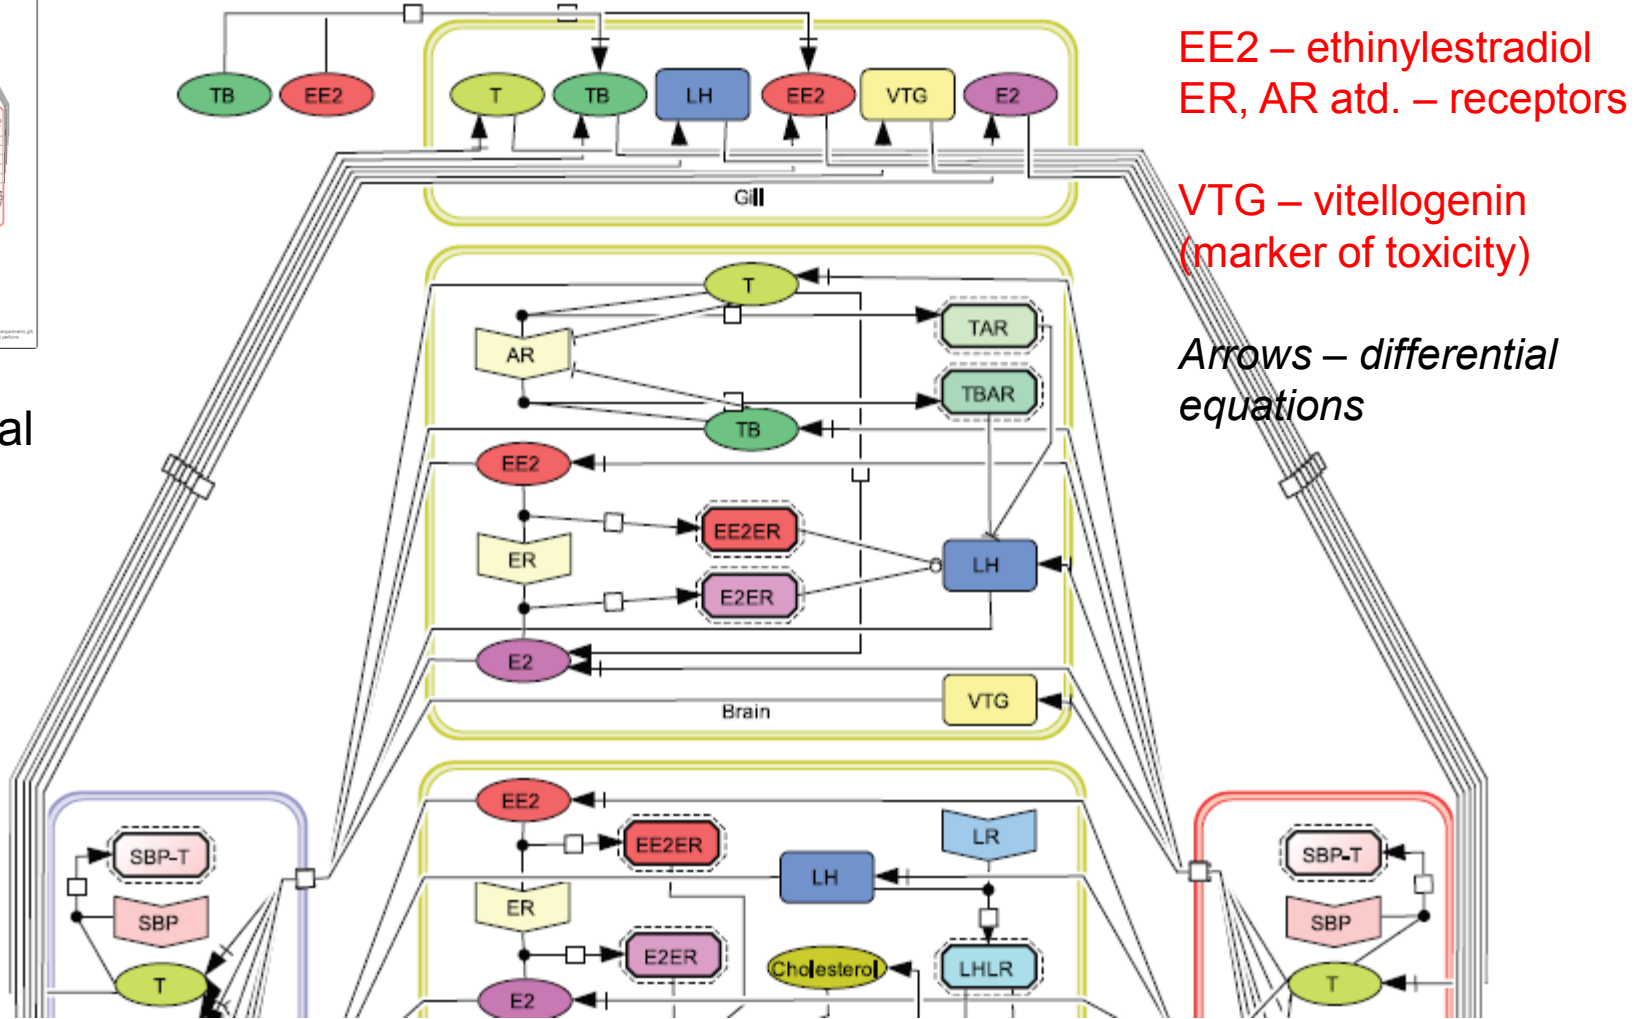 EE2 – ethinylestradiol
ER, AR atd. – receptors
VTG – vitellogenin
(marker of toxicity)
Arrows – differential
equations
al
TB EE2
T TB LH EE2 VTG E2
Gill
T
TAR
AR
TBAR
TB
EE2
EE2ER
ER
LH
E2ER
E2
VTG
Brain
EE2
LR
EE2ER
LH
ER
E2ER
Cholesterol
LHLR
E2
SBP-T
SBP
T
SBP-T
SBP
T